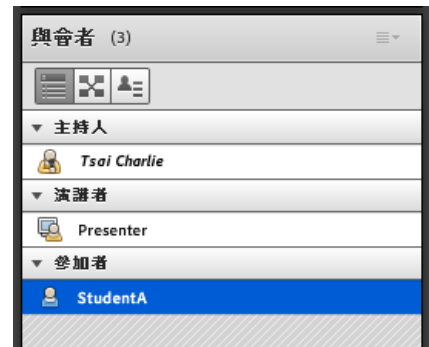 與會者 (3)
主持人
Tsai Charlie
演講者
Presenter
參加者
StudentA